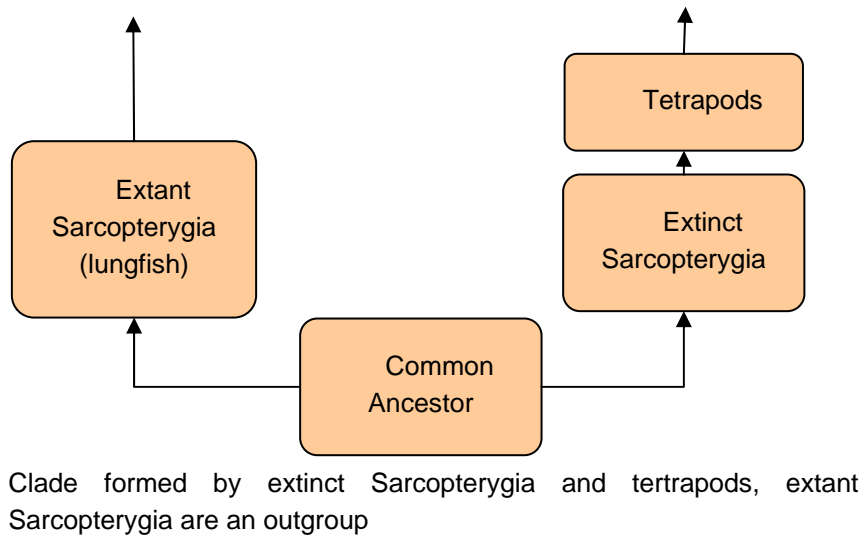 Tetrapods
Extant
Sarcopterygia
(lungfish)
Extinct
Sarcopterygia
Common
Ancestor
Clade formed by extinct Sarcopterygia and tertrapods, extant
Sarcopterygia are an outgroup